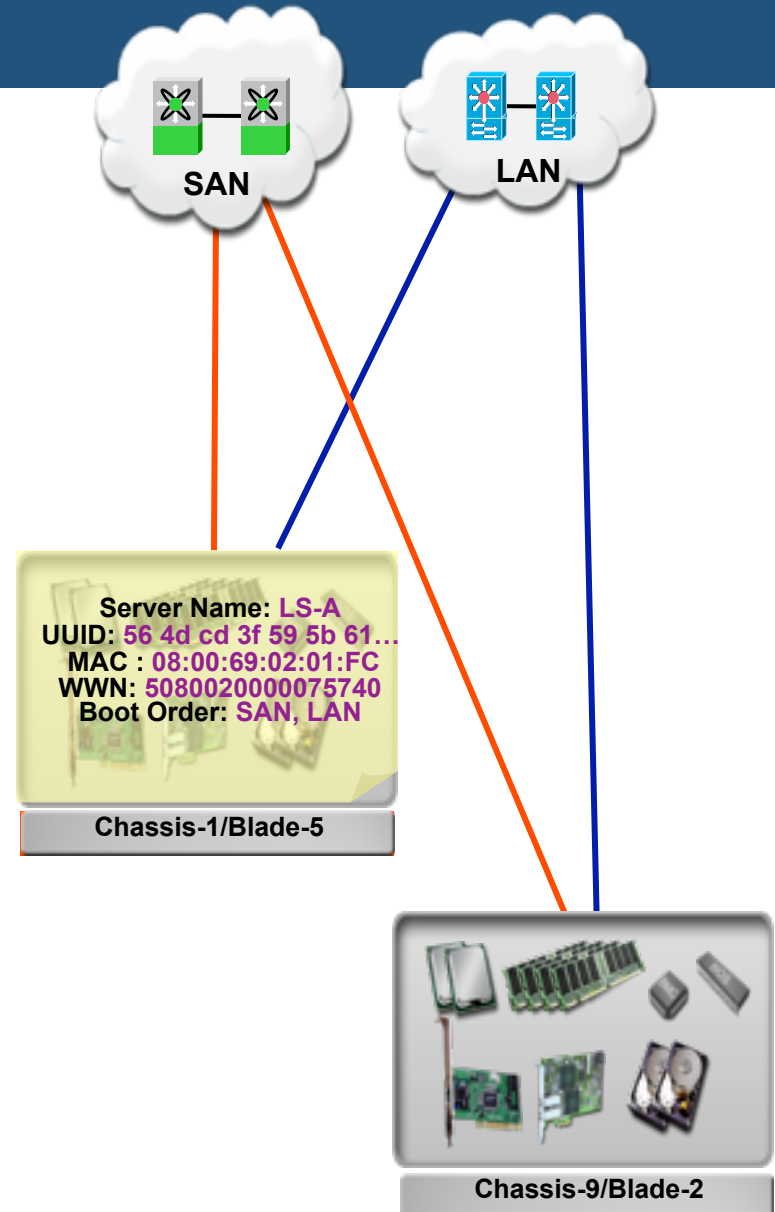 SAN
LAN
Server Name: LS-A
UUID: 56 4d cd 3f 59 5b 61…
MAC : 08:00:69:02:01:FC
WWN: 5080020000075740
Boot Order: SAN, LAN
Chassis-1/Blade-5
Chassis-9/Blade-2